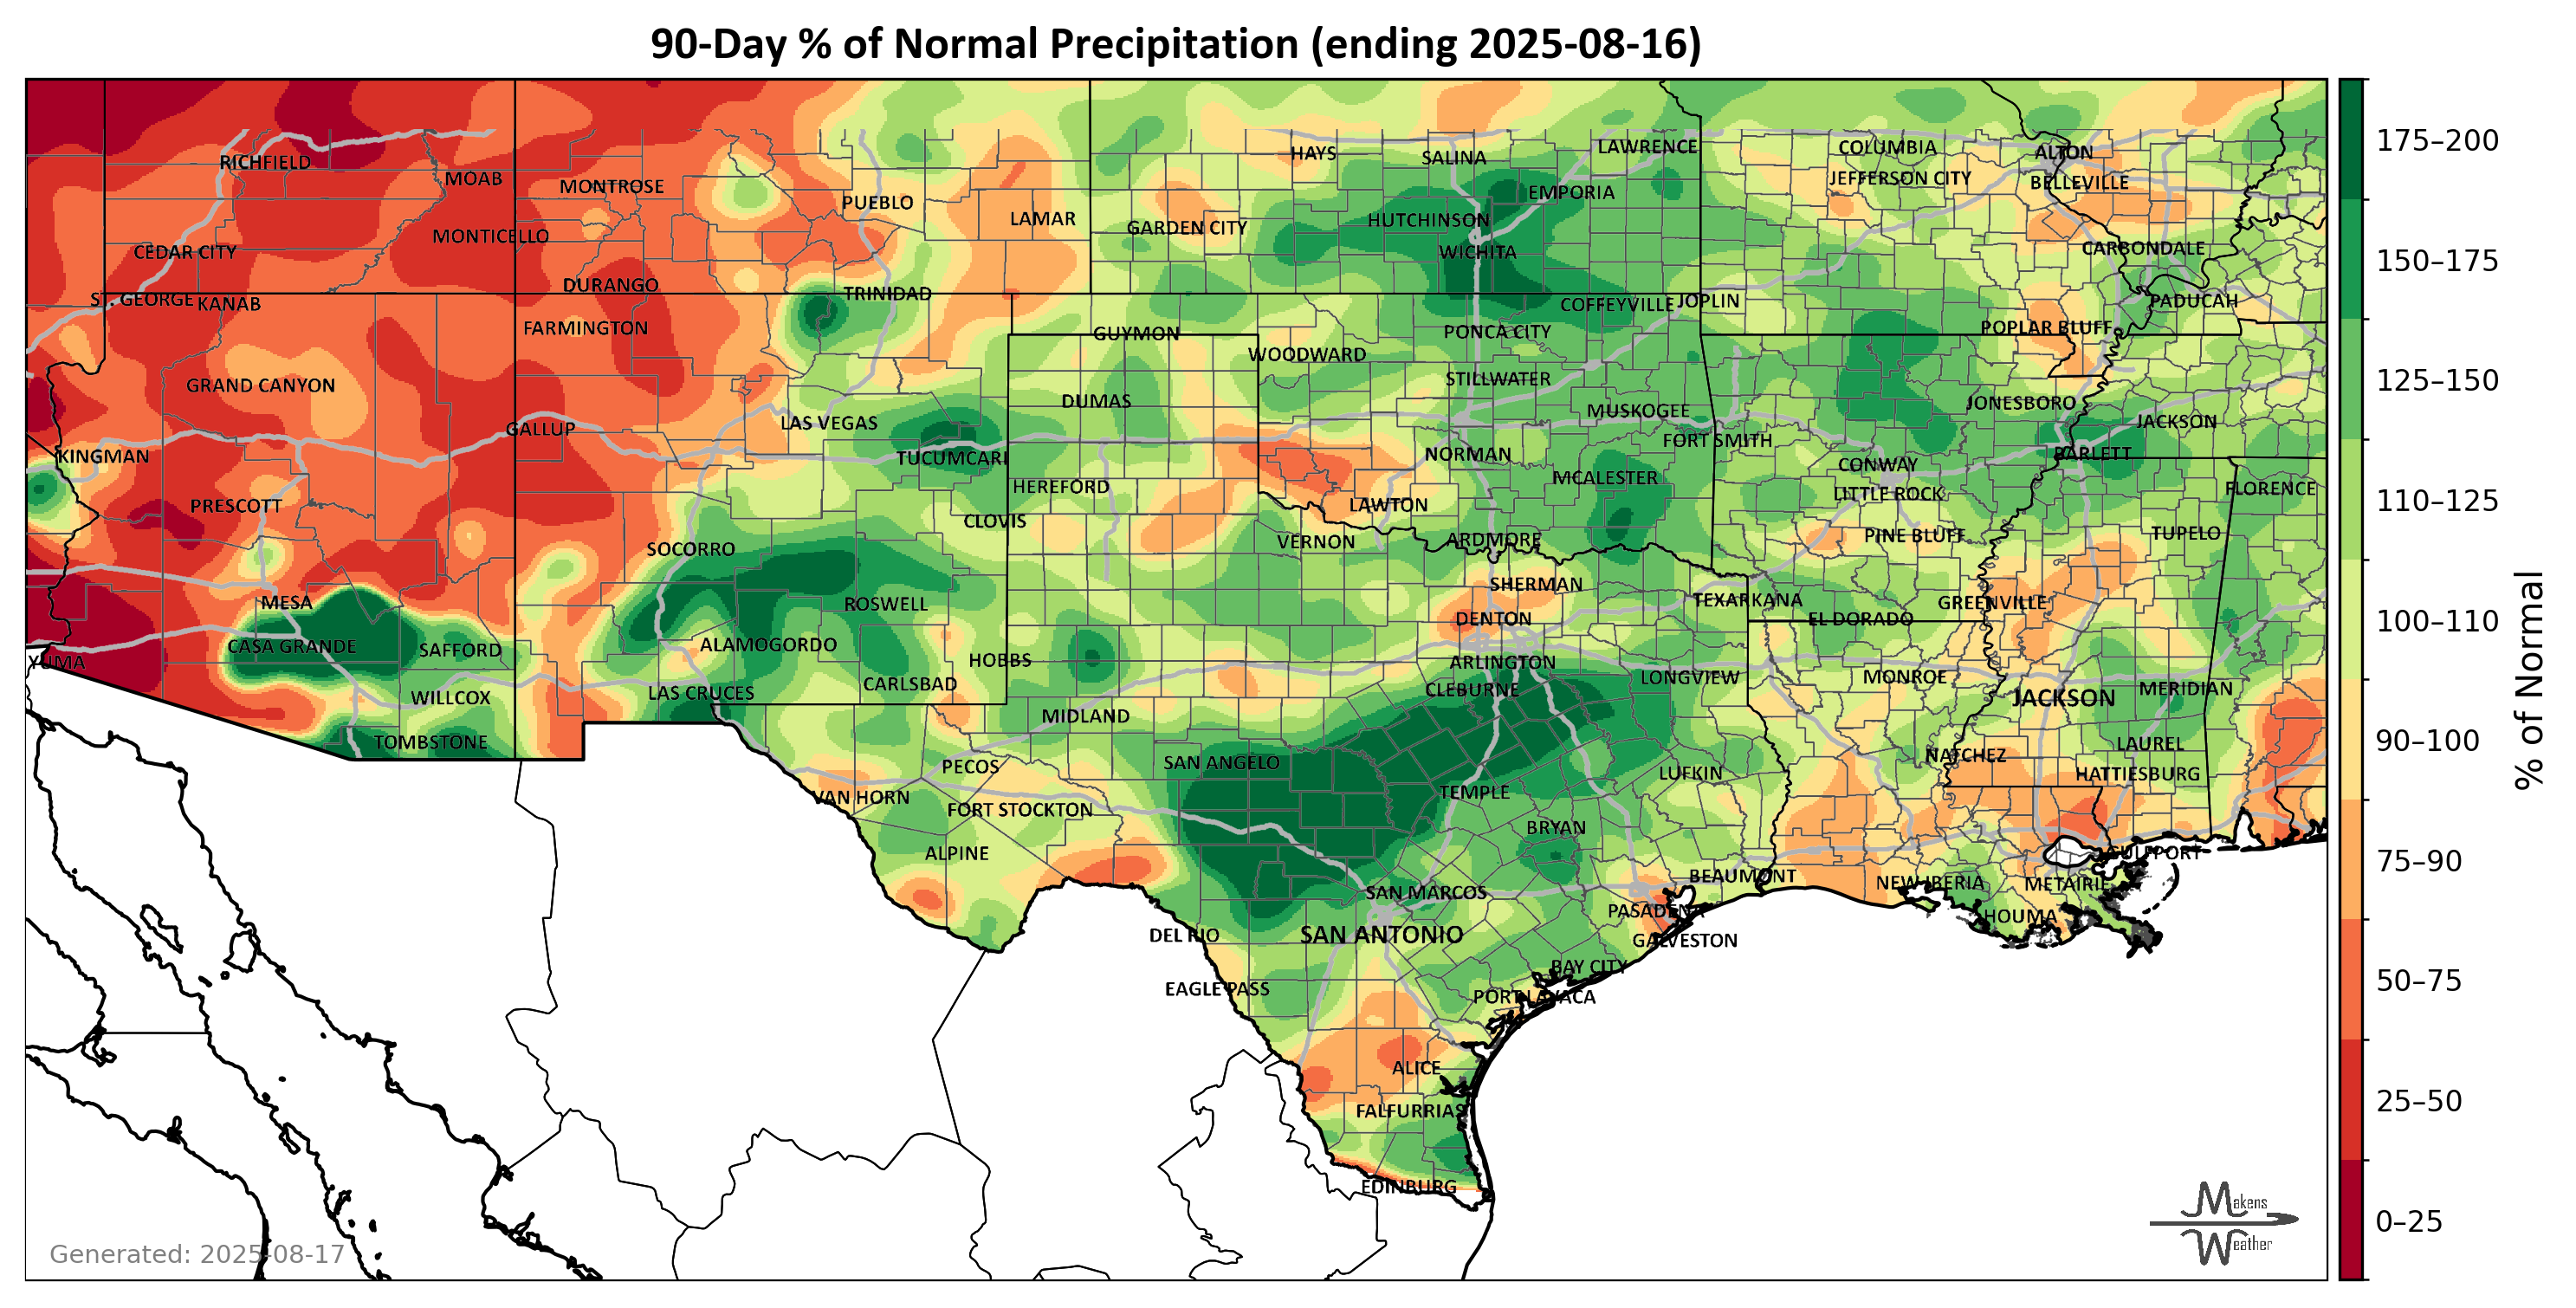 90-Day % of Normal Precipitation (ending 2025-08-16)
RICHFIELD
MOAB
MONTROSE
PUEBLO
LAMAR
HAYS
SALINA
LAWRENCE
COLUMBIA
ALTON
JEFFERSON CITY
BELLEVILLE
EMPORIA
HUTCHINSON
GARDEN CITY
WICHITA
MONTICELLO
CEDAR CITY
CARBONDALE
DURANGO
TRINIDAD
ST. GEORGE
KANAB
COFFEYVILLE
JOPLIN
PADUCAH
FARMINGTON
GUYMON
PONCA CITY
POPLAR BLUFF
WOODWARD
GRAND CANYON
STILLWATER
DUMAS
MUSKOGEE
JONESBORO
LAS VEGAS
JACKSON
GALLUP
FORT SMITH
KINGMAN
TUCUMCARI
NORMAN
BARLETT
CONWAY
HEREFORD
MCALESTER
LITTLE ROCK
FLORENCE
PRESCOTT
LAWTON
CLOVIS
PINE BLUFF
TUPELO
SOCORRO
VERNON
ARDMORE
SHERMAN
MESA
ROSWELL
TEXARKANA
GREENVILLE
DENTON
EL DORADO
CASA GRANDE
SAFFORD
ALAMOGORDO
YUMA
HOBBS
ARLINGTON
LONGVIEW
MONROE
WILLCOX
LAS CRUCES
CARLSBAD
CLEBURNE
JACKSON
MERIDIAN
MIDLAND
TOMBSTONE
LAUREL
NATCHEZ
PECOS
SAN ANGELO
LUFKIN
HATTIESBURG
VAN HORN
FORT STOCKTON
TEMPLE
BRYAN
ALPINE
GULFPORT
BEAUMONT
NEW IBERIA
METAIRIE
SAN MARCOS
PASADENA
HOUMA
DEL RIO
SAN ANTONIO
GALVESTON
BAY CITY
EAGLE PASS
PORT LAVACA
ALICE
FALFURRIAS
EDINBURG
Generated: 2025-08-17
Makens
Weather
175–200
150–175
125–150
110–125
100–110
90–100
75–90
50–75
25–50
0–25
% of Normal